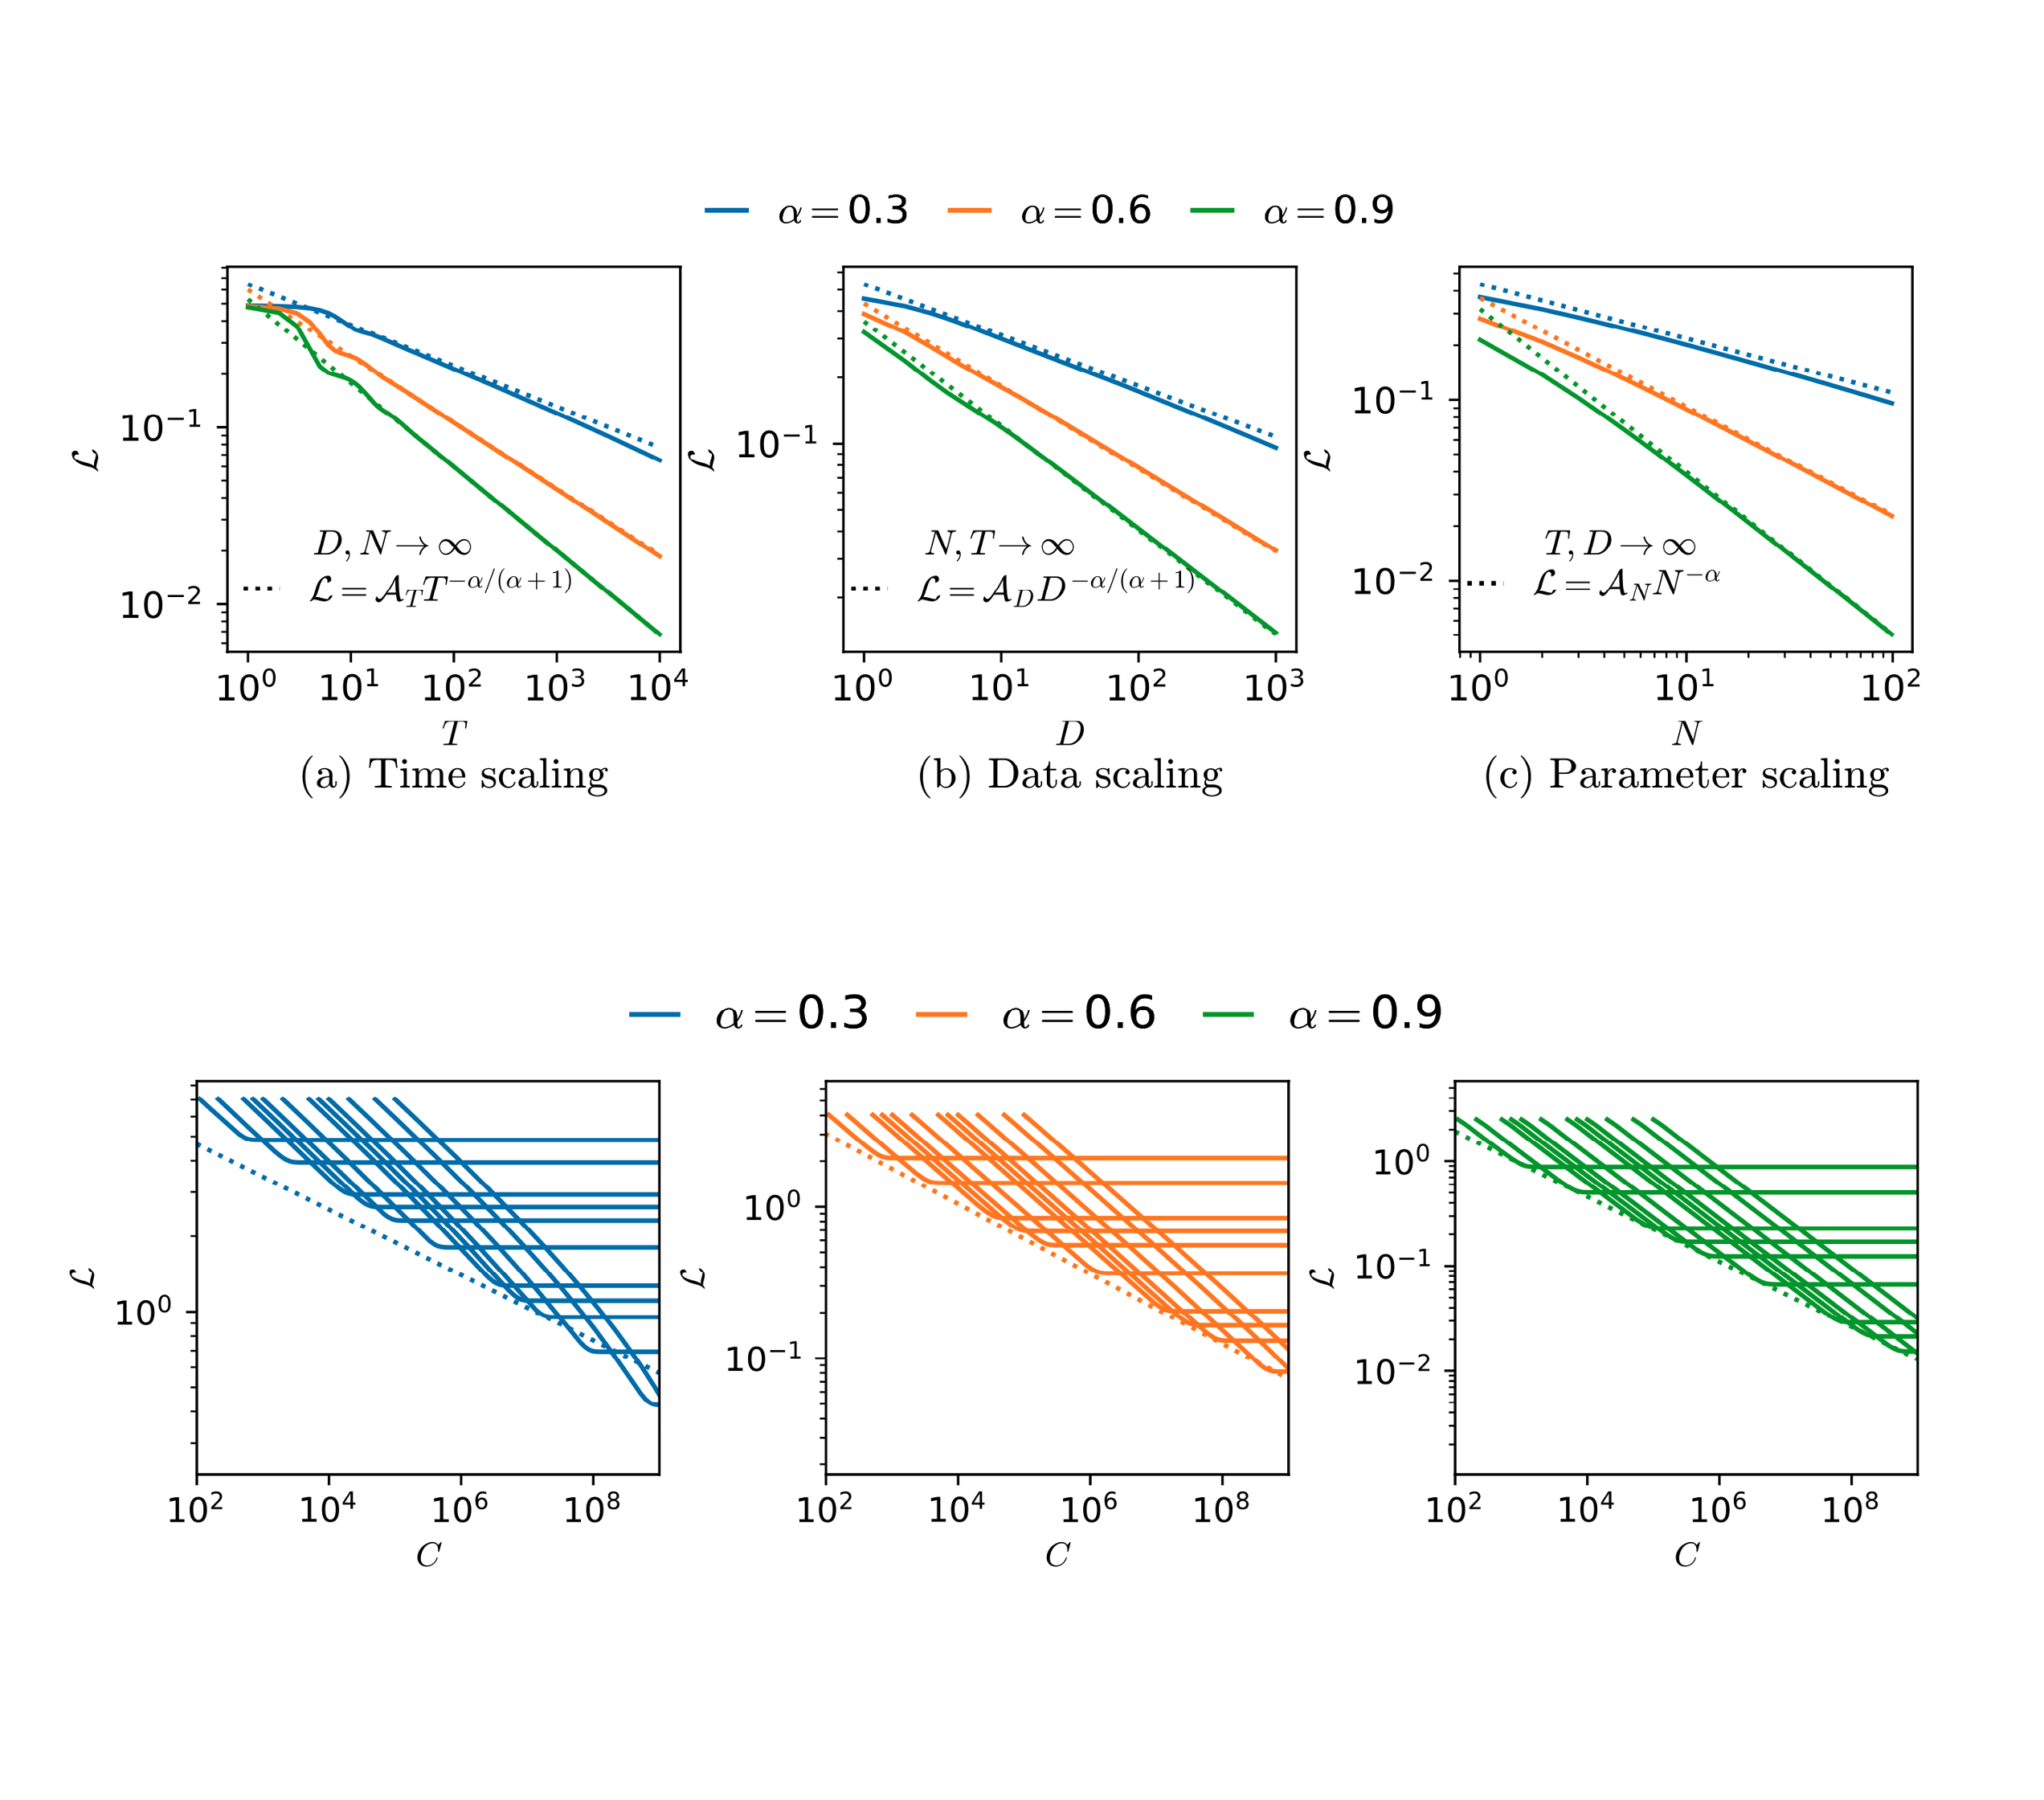 α = 0.3 α = 0.6 α = 0.9
ℒ
10⁻¹
10⁻²
D, N → ∞
ℒ = 𝒜_T T^{−α/(α+1)}
10⁰ 10¹ 10² 10³ 10⁴
T
(a) Time scaling
ℒ
10⁻¹
N, T → ∞
ℒ = 𝒜_D D^{−α/(α+1)}
10⁰ 10¹ 10² 10³
D
(b) Data scaling
ℒ
10⁻¹
10⁻²
T, D → ∞
ℒ = 𝒜_N N^{−α}
10⁰ 10¹ 10²
N
(c) Parameter scaling
α = 0.3 α = 0.6 α = 0.9
ℒ
10⁰
10² 10⁴ 10⁶ 10⁸
C
ℒ
10⁰
10⁻¹
10² 10⁴ 10⁶ 10⁸
C
ℒ
10⁰
10⁻¹
10⁻²
10² 10⁴ 10⁶ 10⁸
C